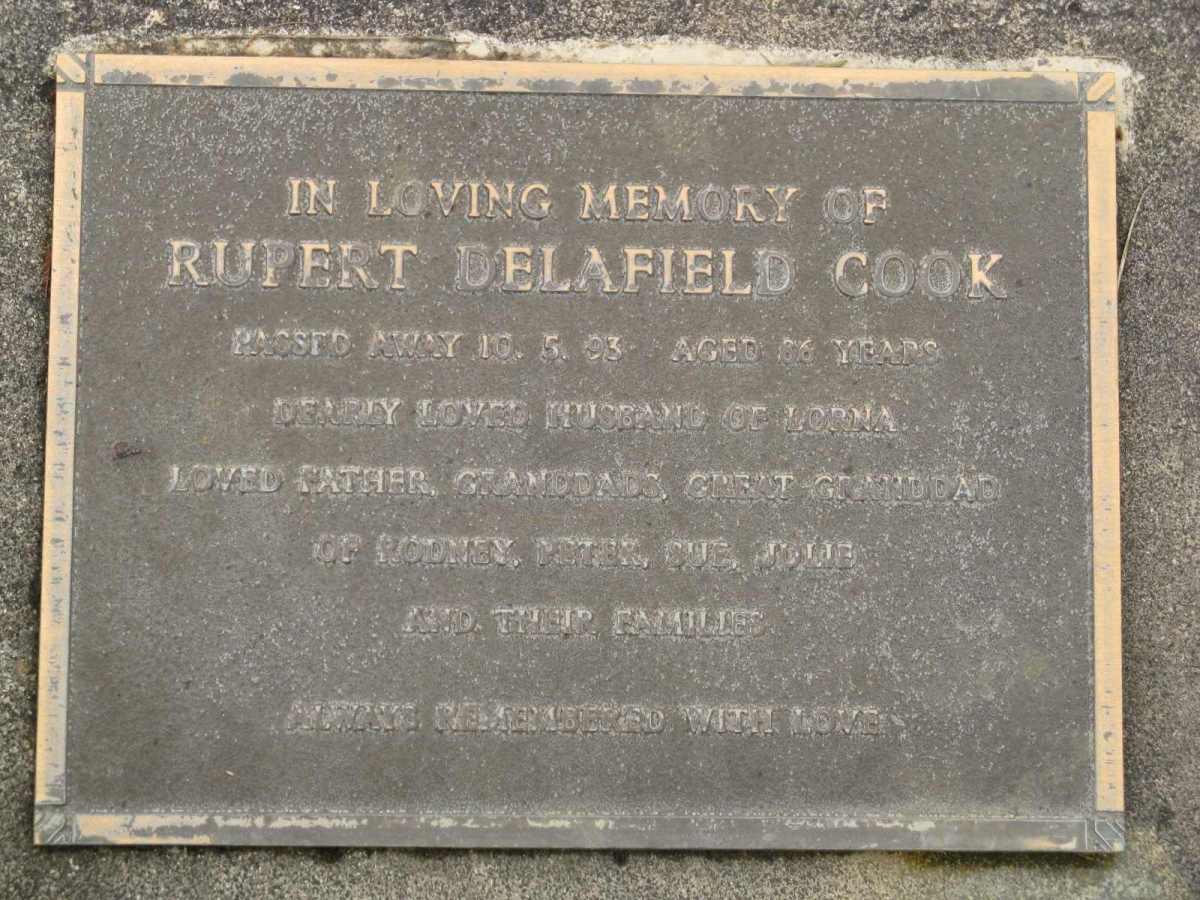 IN LOVING MEMORY OF
RUPERT DELAFIELD COOK
PASSED AWAY 10. 5. 93 AGED 86 YEARS
DEARLY LOVED HUSBAND OF LORNA
LOVED FATHER, GRANDDADS, GREAT GRANDDAD
OF RODNEY, PETER, SUE, JULIE
AND THEIR FAMILIES
ALWAYS REMEMBERED WITH LOVE